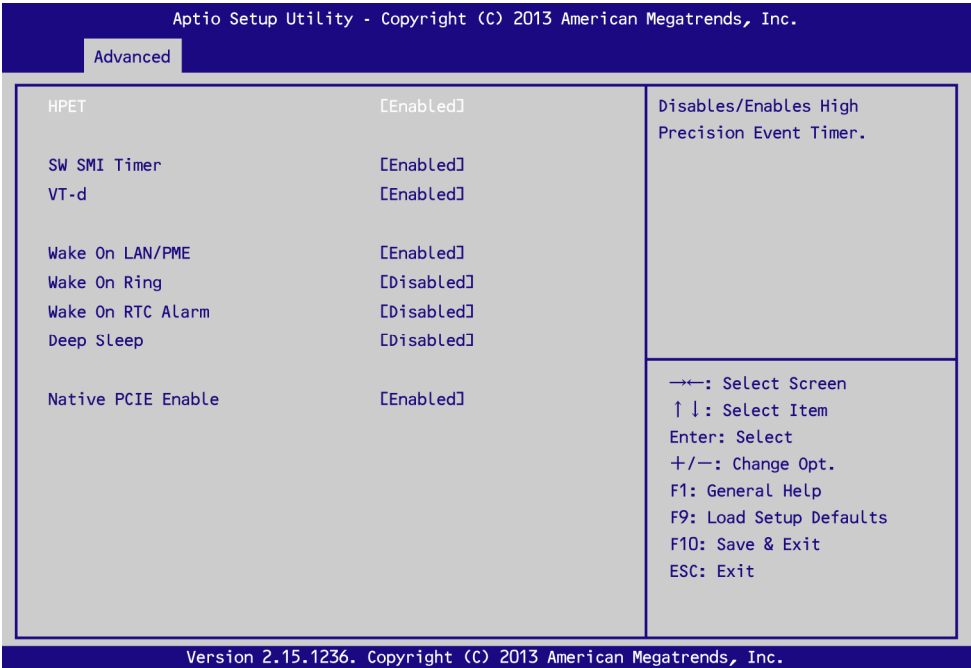 Aptio Setup Utility - Copyright (C) 2013 American Megatrends, Inc.
Advanced
HPET [Enabled]
SW SMI Timer [Enabled]
VT-d [Enabled]
Wake On LAN/PME [Enabled]
Wake On Ring [Disabled]
Wake On RTC Alarm [Disabled]
Deep Sleep [Disabled]
Native PCIE Enable [Enabled]
Disables/Enables High
Precision Event Timer.
→←: Select Screen
↑↓: Select Item
Enter: Select
+/-: Change Opt.
F1: General Help
F9: Load Setup Defaults
F10: Save & Exit
ESC: Exit
Version 2.15.1236. Copyright (C) 2013 American Megatrends, Inc.